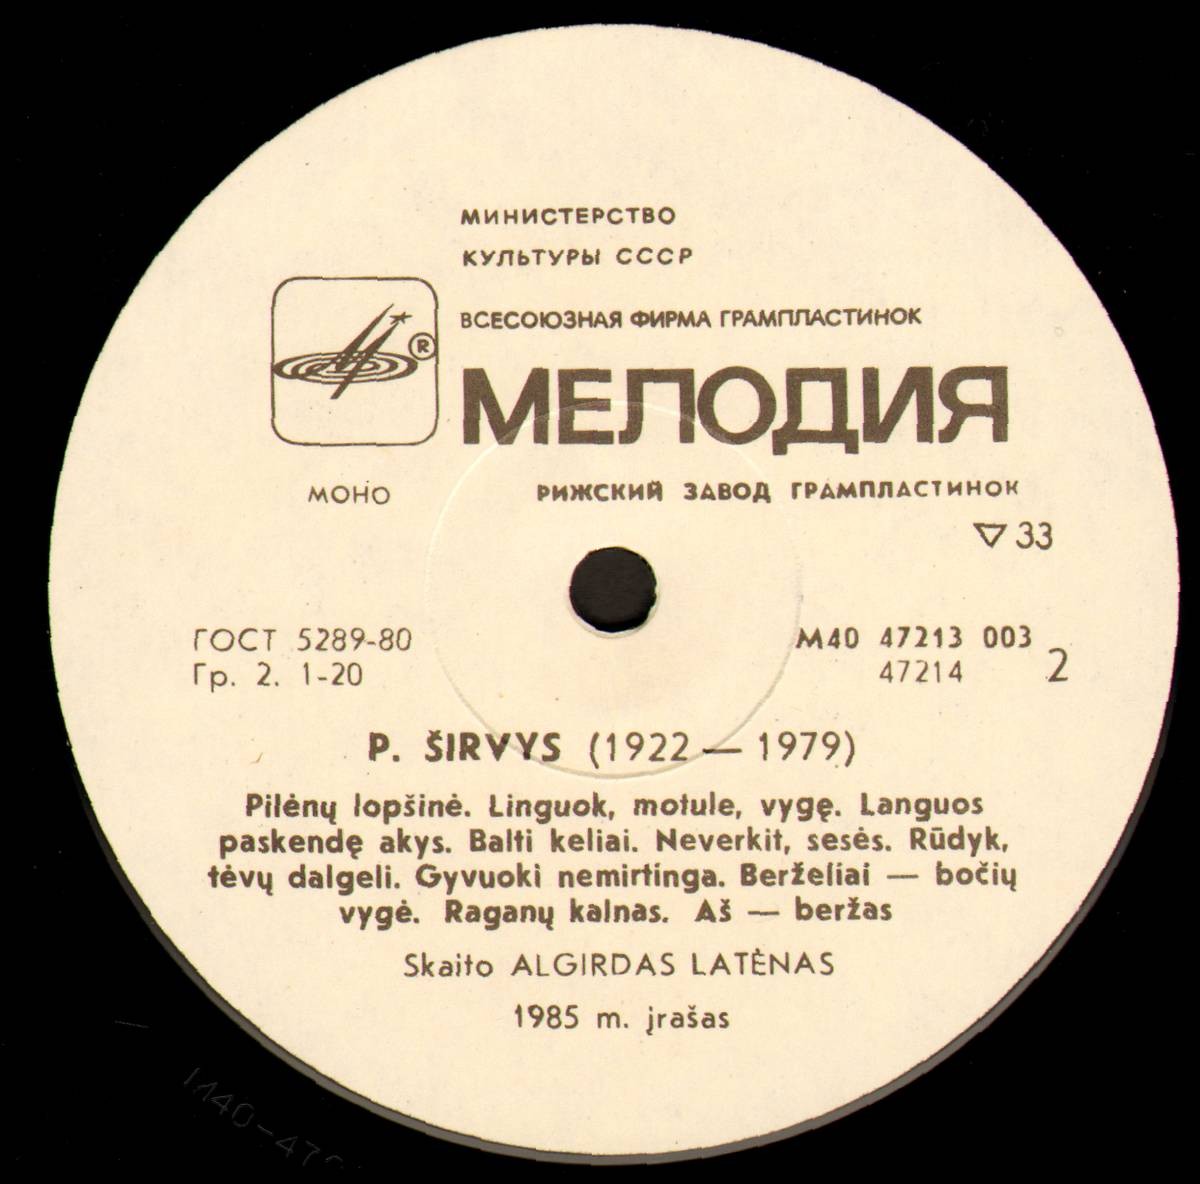 МИНИСТЕРСТВО
КУЛЬТУРЫ СССР
ВСЕСОЮЗНАЯ ФИРМА ГРАМПЛАСТИНОК
®
МЕЛОДИЯ
МОНО
РИЖСКИЙ ЗАВОД ГРАМПЛАСТИНОК
▽ 33
ГОСТ 5289-80
Гр. 2. 1-20
М40 47213 003
47214 2
P. ŠIRVYS (1922 — 1979)
Pilėnų lopšinė. Linguok, motule, vygę. Languos
paskendę akys. Balti keliai. Neverkit, sesės. Rūdyk,
tėvų dalgeli. Gyvuoki nemirtinga. Berželiai — bočių
vygė. Raganų kalnas. Aš — beržas
Skaito ALGIRDAS LATĖNAS
1985 m. įrašas